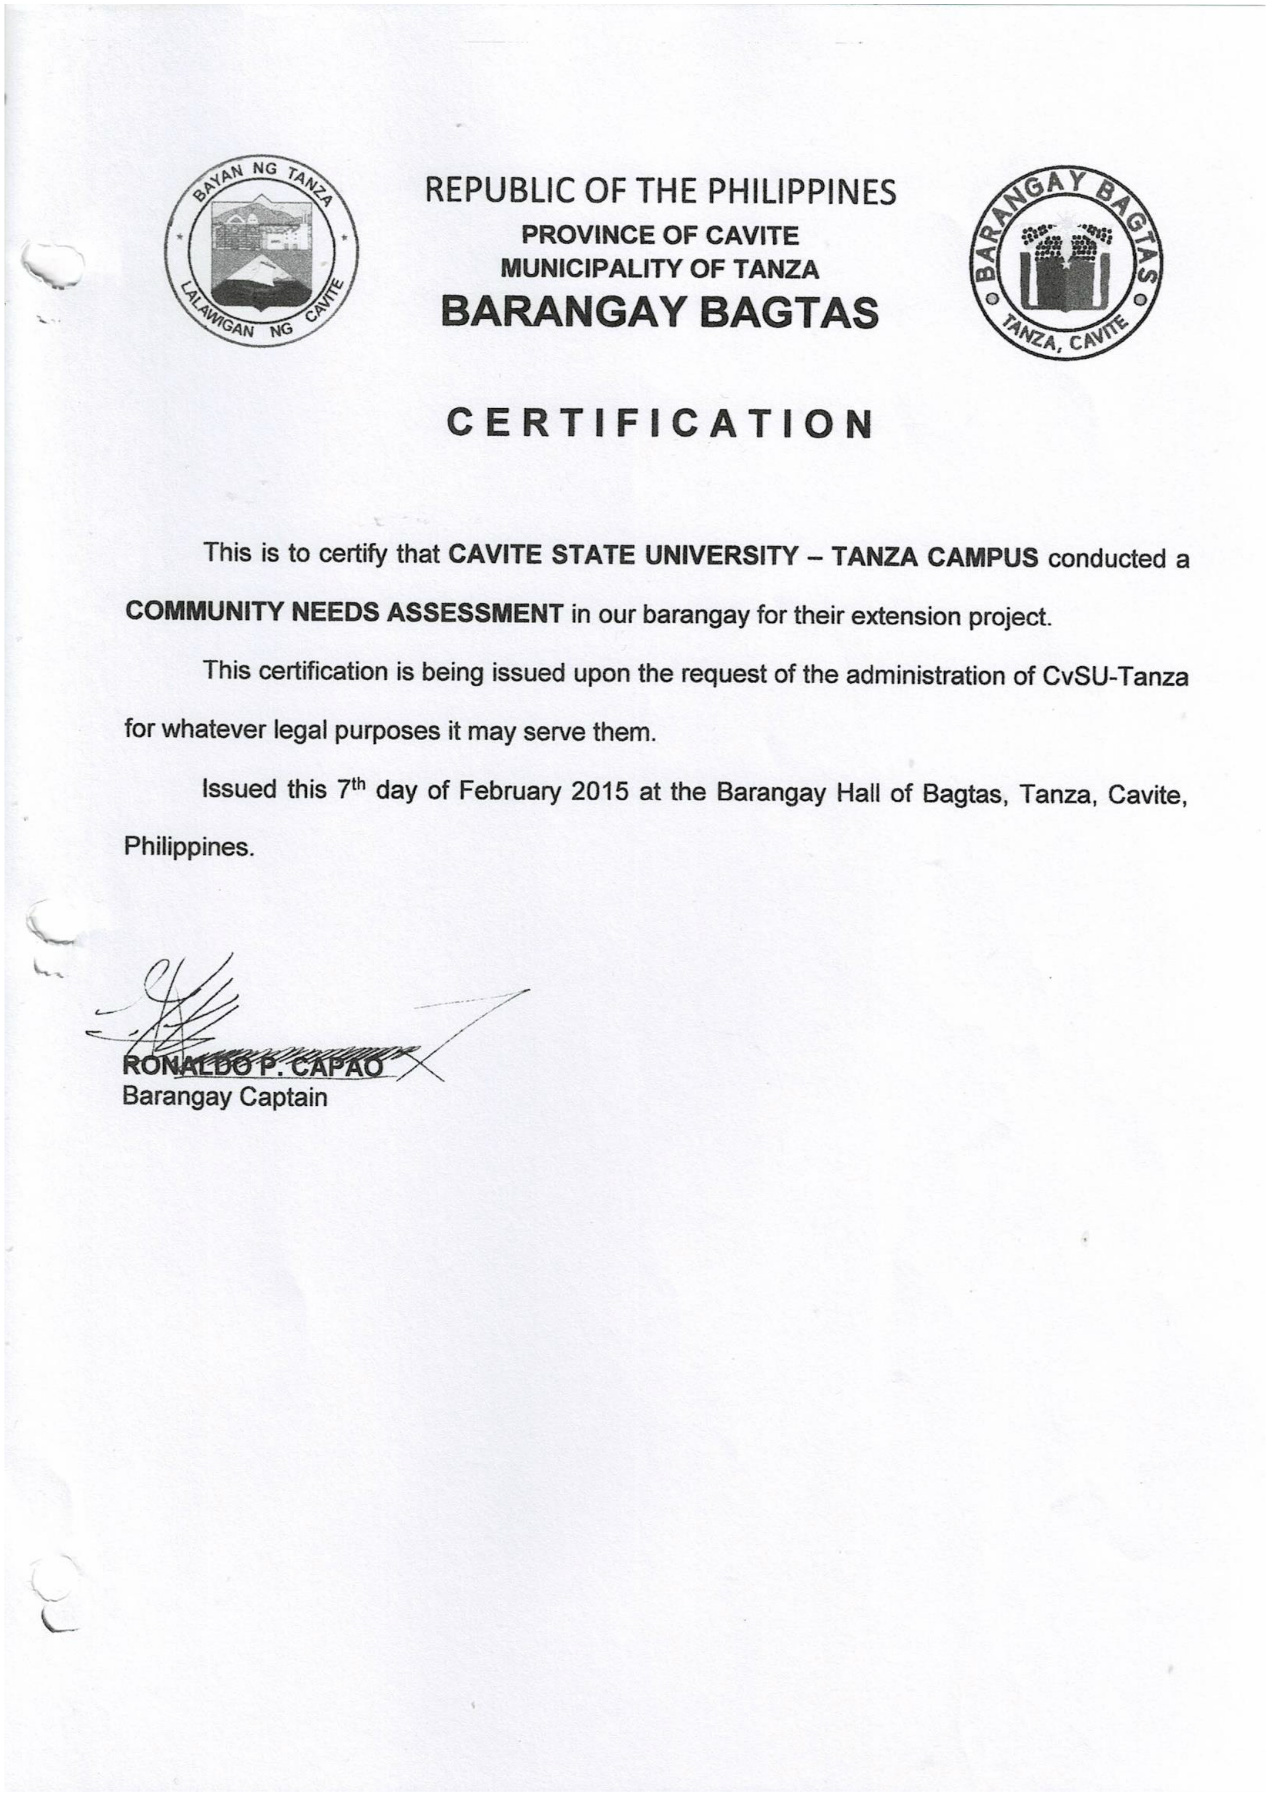 BAYAN NG TANZA
LALAWIGAN NG CAVITE
REPUBLIC OF THE PHILIPPINES
PROVINCE OF CAVITE
MUNICIPALITY OF TANZA
BARANGAY BAGTAS
BARANGAY BAGTAS
TANZA, CAVITE
CERTIFICATION
This is to certify that CAVITE STATE UNIVERSITY – TANZA CAMPUS conducted a
COMMUNITY NEEDS ASSESSMENT in our barangay for their extension project.
This certification is being issued upon the request of the administration of CvSU-Tanza
for whatever legal purposes it may serve them.
Issued this 7th day of February 2015 at the Barangay Hall of Bagtas, Tanza, Cavite,
Philippines.
RONALDO P. CAPAO
Barangay Captain